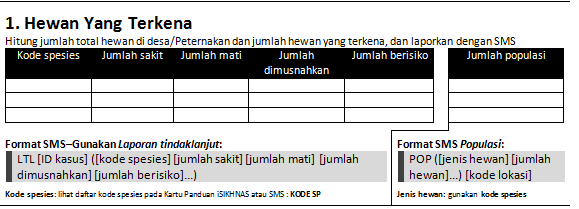 1. Hewan Yang Terkena
Hitung jumlah total hewan di desa/Peternakan dan jumlah hewan yang terkena, dan laporkan dengan SMS
Kode spesies Jumlah sakit Jumlah mati Jumlah dimusnahkan Jumlah berisiko Jumlah populasi
Format SMS–Gunakan Laporan tindaklanjut:
LTL [ID kasus] ([kode spesies] [jumlah sakit] [jumlah mati] [jumlah
dimusnahkan] [jumlah berisiko]...)
Kode spesies: lihat daftar kode spesies pada Kartu Panduan iSIKHNAS atau SMS : KODE SP
Format SMS Populasi:
POP ([jenis hewan] [jumlah
hewan]...) [kode lokasi]
Jenis hewan: gunakan kode spesies